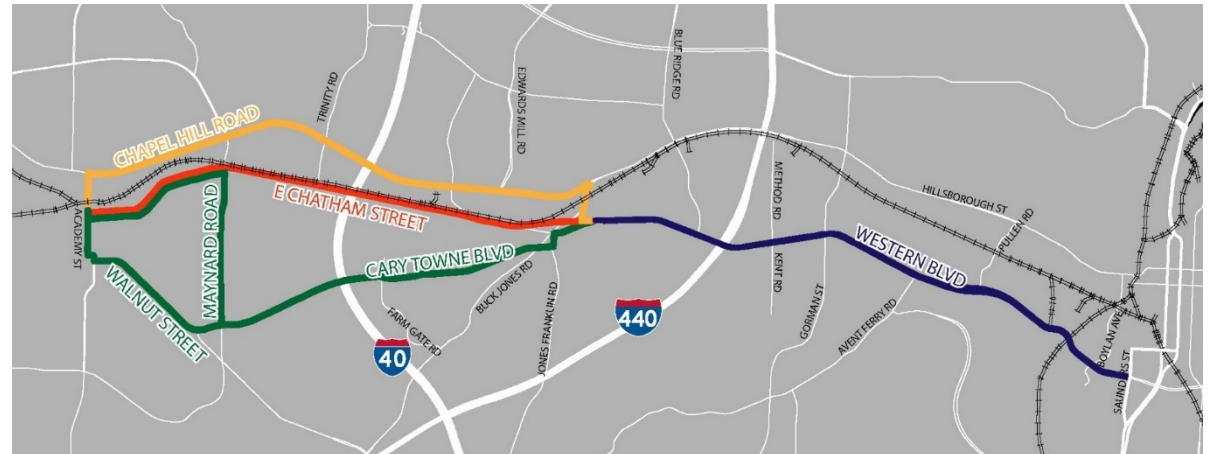 CHAPEL HILL ROAD
TRINITY RD
EDWARDS MILL RD
BLUE RIDGE RD
ACADEMY ST
MAYNARD ROAD
E CHATHAM STREET
WALNUT STREET
CARY TOWNE BLVD
BUCK JONES RD
FARM GATE RD
JONES FRANKLIN RD
40
440
METHOD RD
KENT RD
GORMAN ST
AVENT FERRY RD
HILLSBOROUGH ST
PULLEN RD
WESTERN BLVD
BOYLAN AVE
SAUNDERS ST